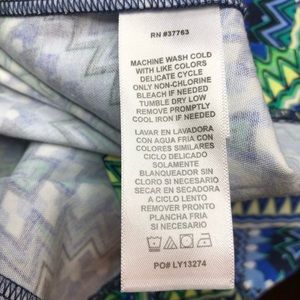 RN #37763
MACHINE WASH COLD
WITH LIKE COLORS
DELICATE CYCLE
ONLY NON-CHLORINE
BLEACH IF NEEDED
TUMBLE DRY LOW
REMOVE PROMPTLY
COOL IRON IF NEEDED
LAVAR EN LAVADORA
CON AGUA FRIA CON
COLORES SIMILARES
CICLO DELICADO
SOLAMENTE
BLANQUEADOR SIN
CLORO SI NECESARIO
SECAR EN SECADORA
A CICLO LENTO
REMOVER PRONTO
PLANCHA FRIA
SI NECESARIO
PO# LY13274